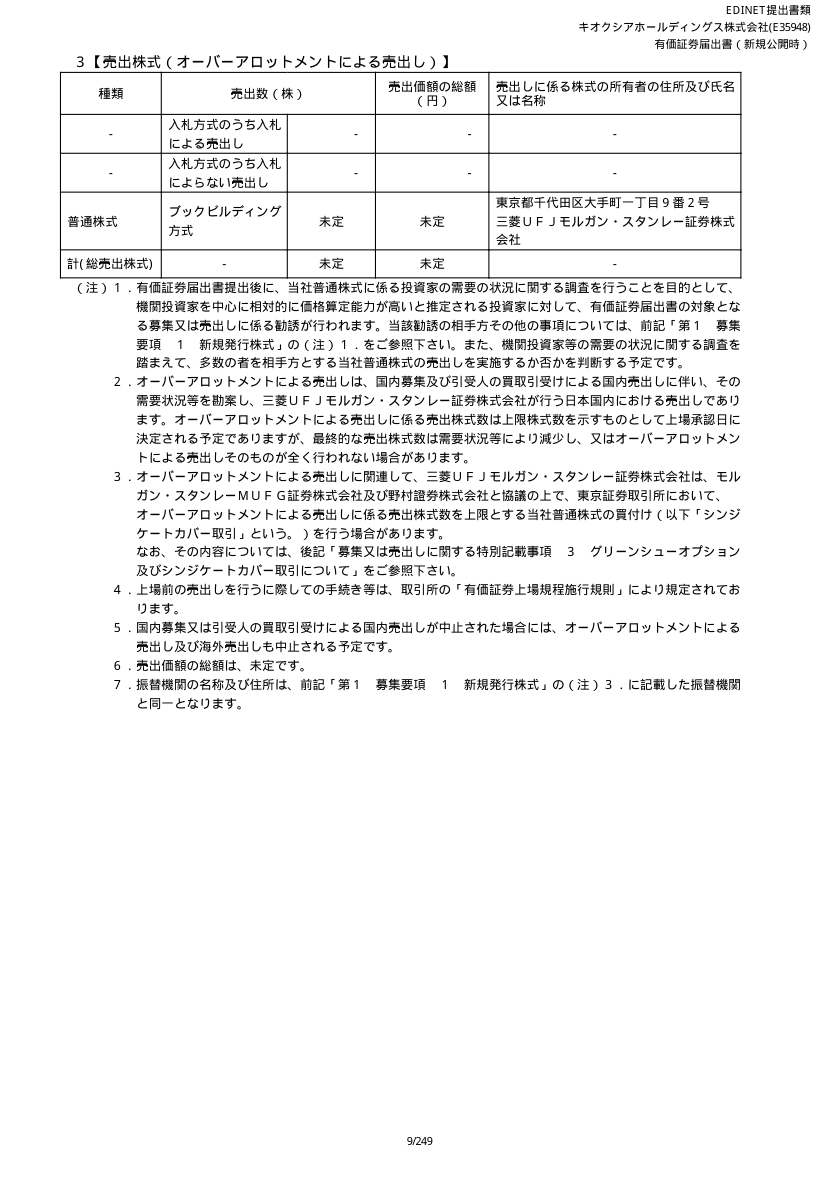 EDINET提出書類
キオクシアホールディングス株式会社(E35948)
有価証券届出書（新規公開時）
３【売出株式（オーバーアロットメントによる売出し）】
種類
売出数（株）
売出価額の総額
（円）
売出しに係る株式の所有者の住所及び氏名
又は名称
-
入札方式のうち入札
による売出し
-
-
-
-
入札方式のうち入札
によらない売出し
-
-
-
普通株式
ブックビルディング
方式
未定
未定
東京都千代田区大手町一丁目９番２号
三菱ＵＦＪモルガン・スタンレー証券株式
会社
計(総売出株式)
-
未定
未定
-
（注）１．有価証券届出書提出後に、当社普通株式に係る投資家の需要の状況に関する調査を行うことを目的として、
機関投資家を中心に相対的に価格算定能力が高いと推定される投資家に対して、有価証券届出書の対象とな
る募集又は売出しに係る勧誘が行われます。当該勧誘の相手方その他の事項については、前記「第１　募集
要項　１　新規発行株式」の（注）１．をご参照下さい。また、機関投資家等の需要の状況に関する調査を
踏まえて、多数の者を相手方とする当社普通株式の売出しを実施するか否かを判断する予定です。
２．オーバーアロットメントによる売出しは、国内募集及び引受人の買取引受けによる国内売出しに伴い、その
需要状況等を勘案し、三菱ＵＦＪモルガン・スタンレー証券株式会社が行う日本国内における売出しであり
ます。オーバーアロットメントによる売出しに係る売出株式数は上限株式数を示すものとして上場承認日に
決定される予定でありますが、最終的な売出株式数は需要状況等により減少し、又はオーバーアロットメン
トによる売出しそのものが全く行われない場合があります。
３．オーバーアロットメントによる売出しに関連して、三菱ＵＦＪモルガン・スタンレー証券株式会社は、モル
ガン・スタンレーＭＵＦＧ証券株式会社及び野村證券株式会社と協議の上で、東京証券取引所において、
オーバーアロットメントによる売出しに係る売出株式数を上限とする当社普通株式の買付け（以下「シンジ
ケートカバー取引」という。）を行う場合があります。
なお、その内容については、後記「募集又は売出しに関する特別記載事項　３　グリーンシューオプション
及びシンジケートカバー取引について」をご参照下さい。
４．上場前の売出しを行うに際しての手続き等は、取引所の「有価証券上場規程施行規則」により規定されてお
ります。
５．国内募集又は引受人の買取引受けによる国内売出しが中止された場合には、オーバーアロットメントによる
売出し及び海外売出しも中止される予定です。
６．売出価額の総額は、未定です。
７．振替機関の名称及び住所は、前記「第１　募集要項　１　新規発行株式」の（注）３．に記載した振替機関
と同一となります。
9/249